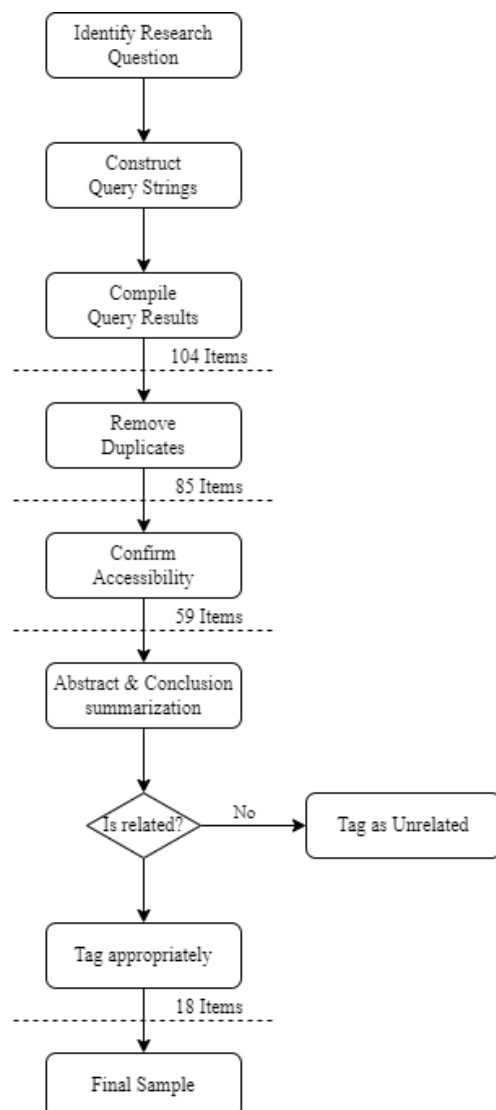 Identify Research
Question
Construct
Query Strings
Compile
Query Results
104 Items
Remove
Duplicates
85 Items
Confirm
Accessibility
59 Items
Abstract & Conclusion
summarization
Is related?
No
Tag as Unrelated
Tag appropriately
18 Items
Final Sample